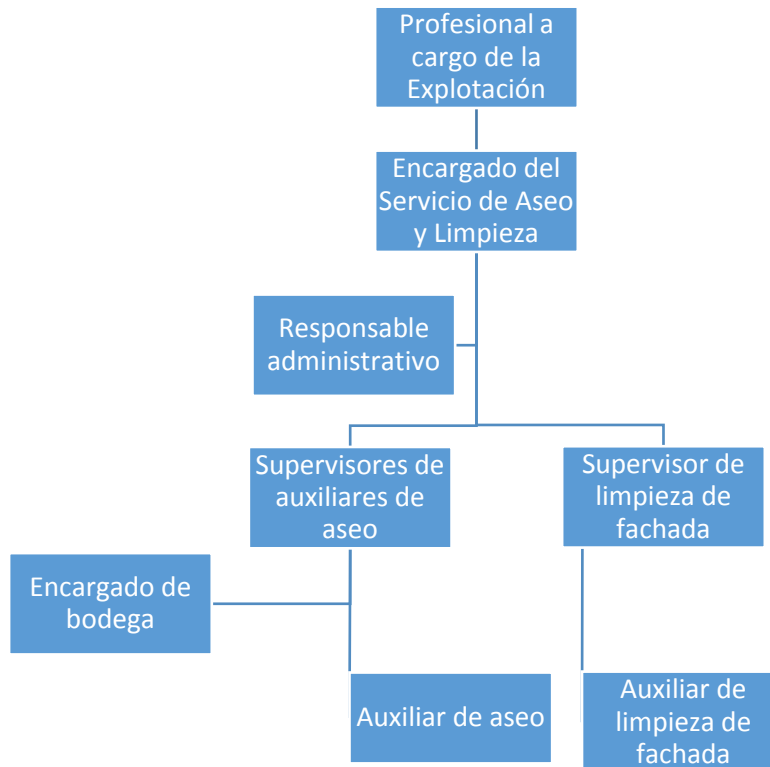 Profesional a
cargo de la
Explotación
Encargado del
Servicio de Aseo
y Limpieza
Responsable
administrativo
Supervisores de
auxiliares de
aseo
Supervisor de
limpieza de
fachada
Encargado de
bodega
Auxiliar de aseo
Auxiliar de
limpieza de
fachada